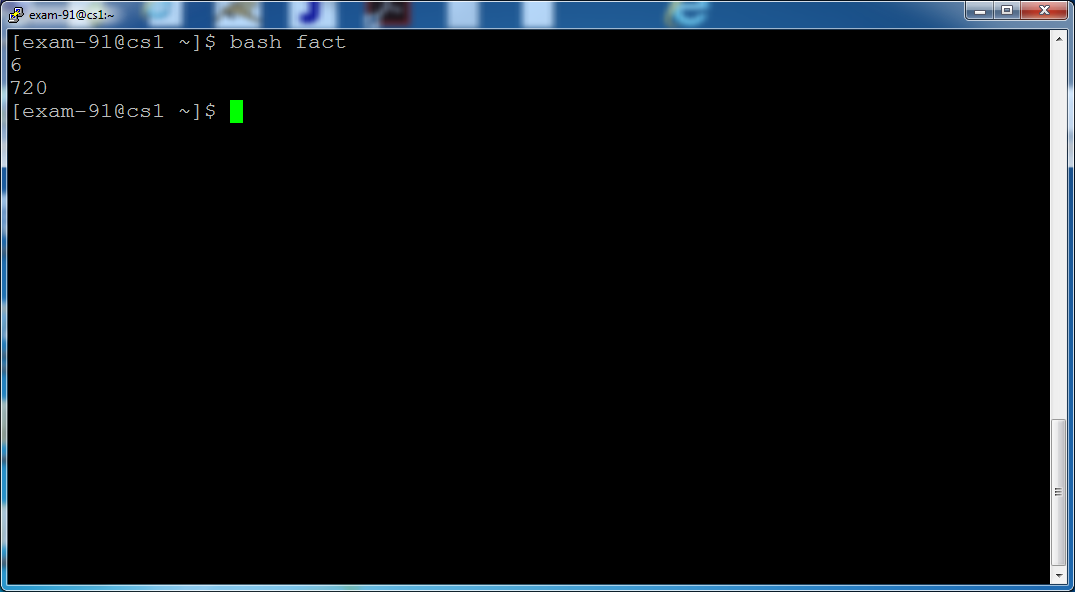 exam-91@cs1:~
[exam-91@cs1 ~]$ bash fact
6
720
[exam-91@cs1 ~]$